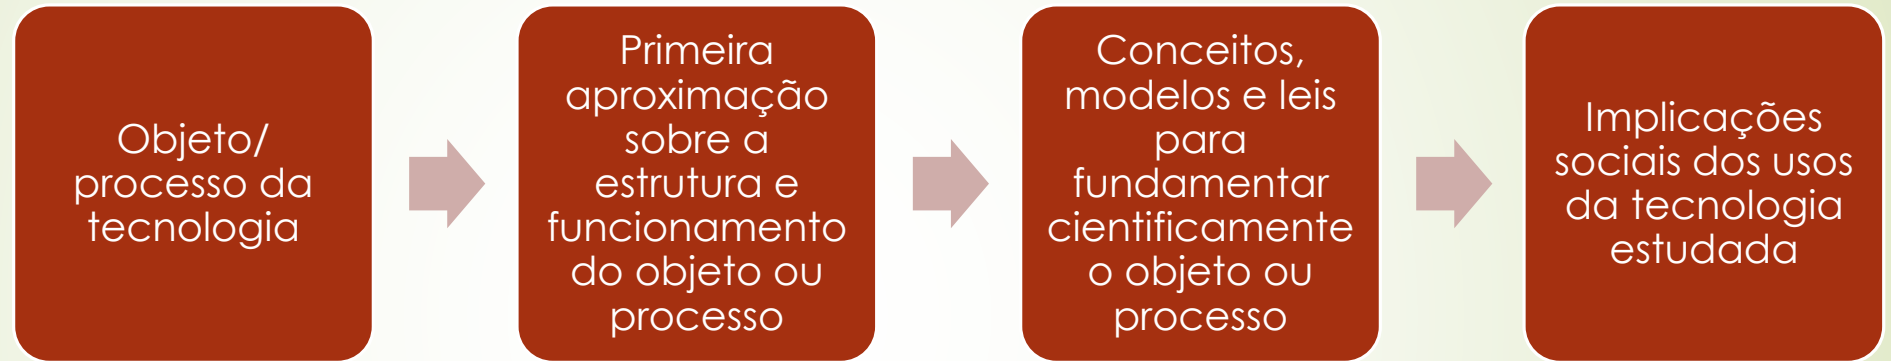 Objeto/
processo da
tecnologia
Primeira
aproximação
sobre a
estrutura e
funcionamento
do objeto ou
processo
Conceitos,
modelos e leis
para
fundamentar
cientificamente
o objeto ou
processo
Implicações
sociais dos usos
da tecnologia
estudada